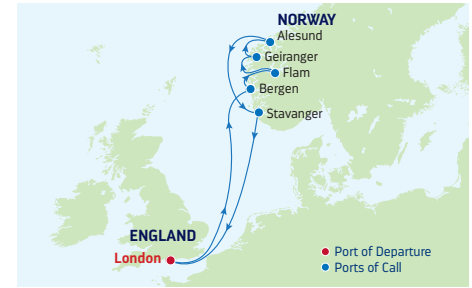 NORWAY
Alesund
Geiranger
Flam
Bergen
Stavanger
ENGLAND
London
Port of Departure
Ports of Call